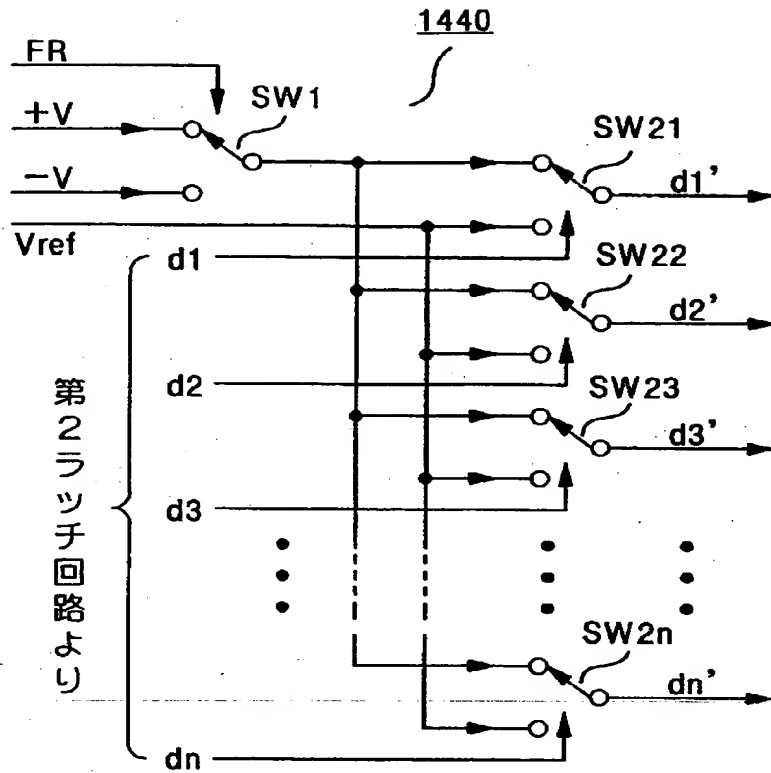 1440
FR
SW1
+V
-V
Vref
SW21
d1'
d1
SW22
d2'
d2
SW23
d3'
d3
SW2n
dn'
dn
第2ラッチ回路より